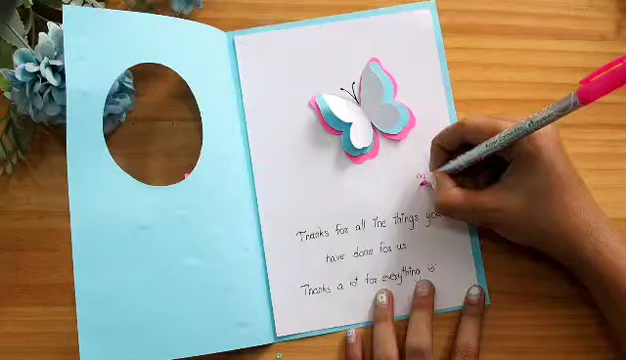 Thanks for all the things you
have done for us
Thanks a lot for everything